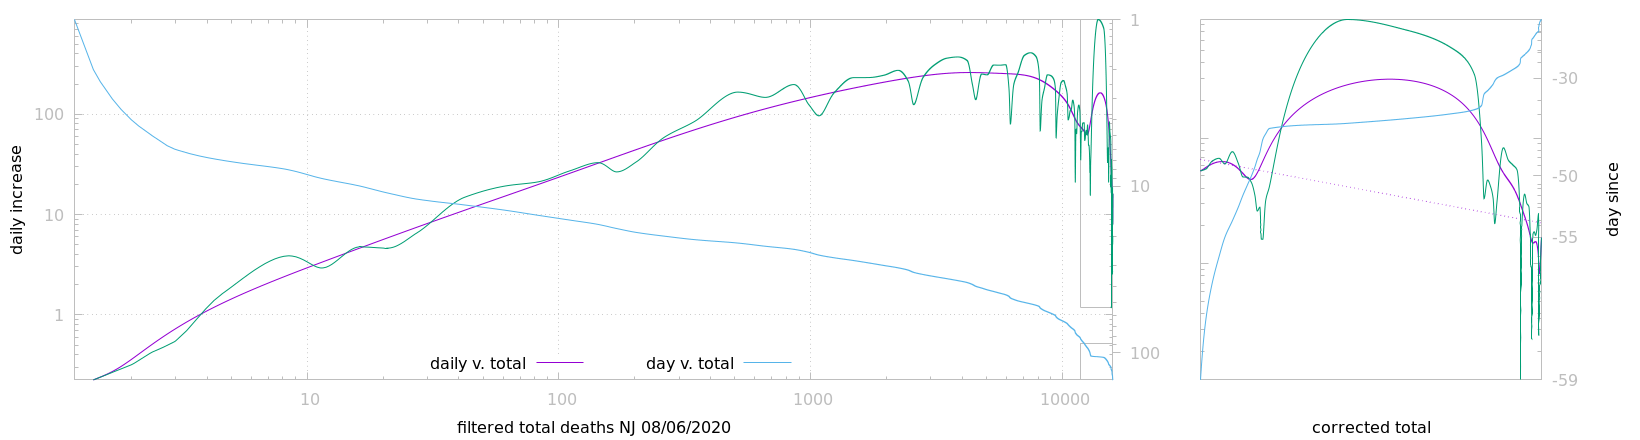 daily increase
100
10
1
daily v. total
day v. total
10
100
1000
10000
filtered total deaths NJ 08/06/2020
1
10
100
-30
-50
-55
-59
day since
corrected total